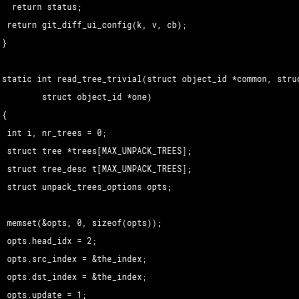 return status;
return git_diff_ui_config(k, v, cb);
}
static int read_tree_trivial(struct object_id *common, struc
struct object_id *one)
{
int i, nr_trees = 0;
struct tree *trees[MAX_UNPACK_TREES];
struct tree_desc t[MAX_UNPACK_TREES];
struct unpack_trees_options opts;
memset(&opts, 0, sizeof(opts));
opts.head_idx = 2;
opts.src_index = &the_index;
opts.dst_index = &the_index;
opts.update = 1;